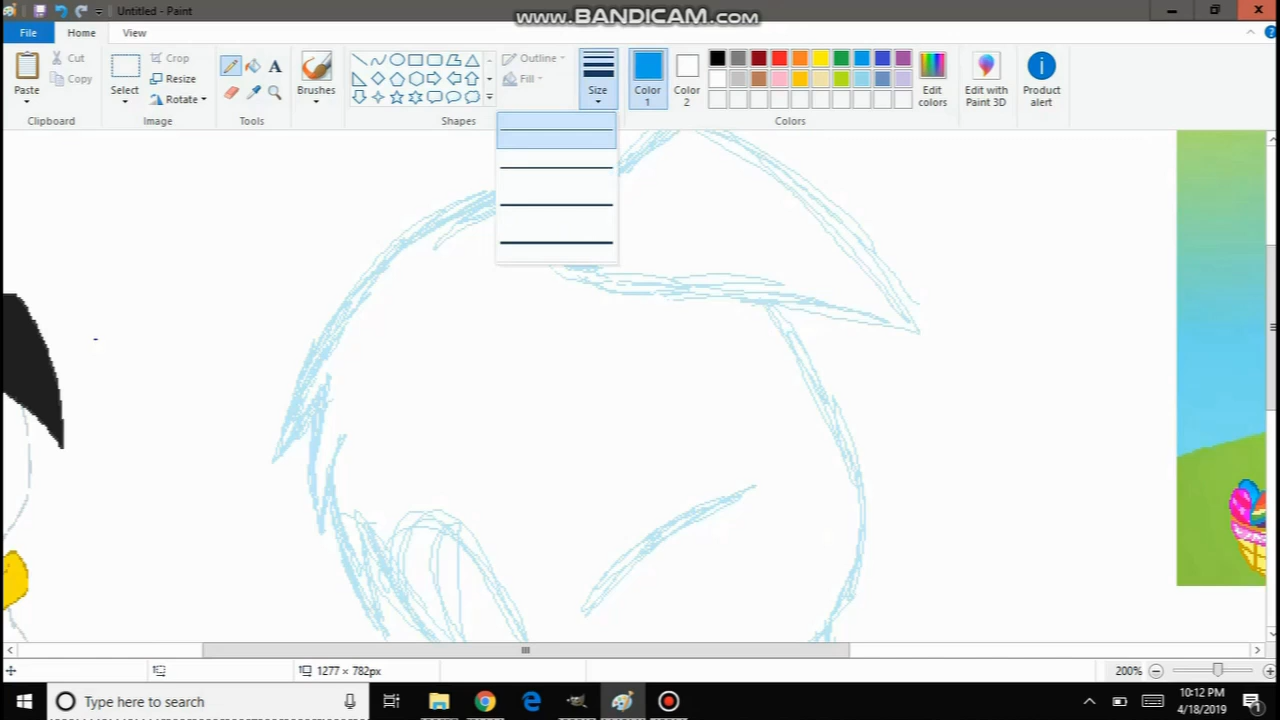 www.BANDICAM.com
Untitled - Paint
File
Home
View
Paste
Cut
Copy
Clipboard
Select
Crop
Resize
Rotate
Image
A
Tools
Brushes
Shapes
Outline
Fill
Size
Color 1
Color 2
Edit colors
Colors
Edit with Paint 3D
Product alert
1277 × 782px
200%
Type here to search
10:12 PM
4/18/2019